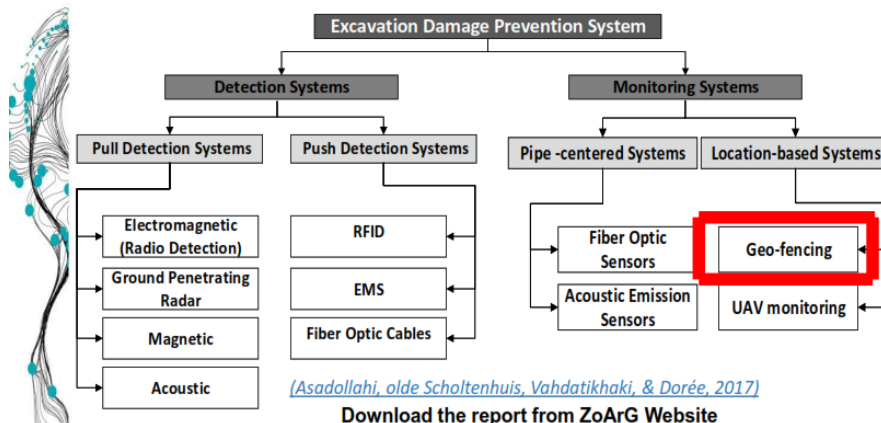 Excavation Damage Prevention System
Detection Systems
Monitoring Systems
Pull Detection Systems
Push Detection Systems
Pipe -centered Systems
Location-based Systems
Electromagnetic
(Radio Detection)
Ground Penetrating
Radar
Magnetic
Acoustic
RFID
EMS
Fiber Optic Cables
Fiber Optic
Sensors
Acoustic Emission
Sensors
Geo-fencing
UAV monitoring
(Asadollahi, olde Scholtenhuis, Vahdatikhaki, & Dorée, 2017)
Download the report from ZoArG Website